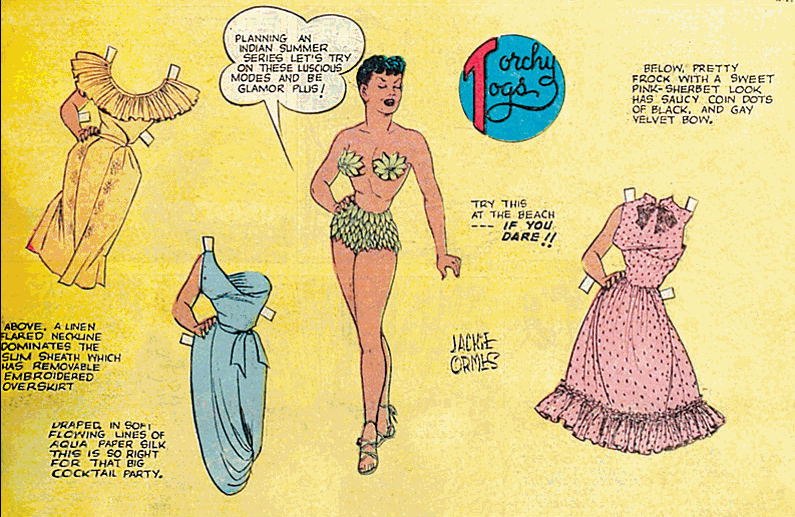 PLANNING AN
INDIAN SUMMER
SERIES LET'S TRY
ON THESE LUSCIOUS
MODES AND BE
GLAMOR PLUS!
Torchy
Togs
BELOW, PRETTY
FROCK WITH A SWEET
PINK-SHERBET LOOK
HAS SAUCY COIN DOTS
OF BLACK, AND GAY
VELVET BOW.
TRY THIS
AT THE BEACH
--- IF YOU
DARE!!
JACKIE
ORMES
ABOVE, A LINEN
FLARED NECKLINE
DOMINATES THE
SLIM SHEATH WHICH
HAS REMOVABLE
EMBROIDERED
OVERSKIRT
DRAPED IN SOFT
FLOWING LINES OF
AQUA PAPER SILK
THIS IS SO RIGHT
FOR THAT BIG
COCKTAIL PARTY.